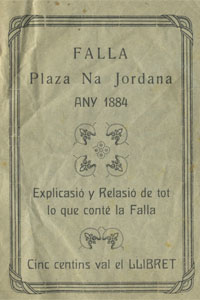 FALLA
Plaza Na Jordana
ANY 1884
Explicasió y Relasió de tot
lo que conté la Falla
Cinc centins val el LLIBRET